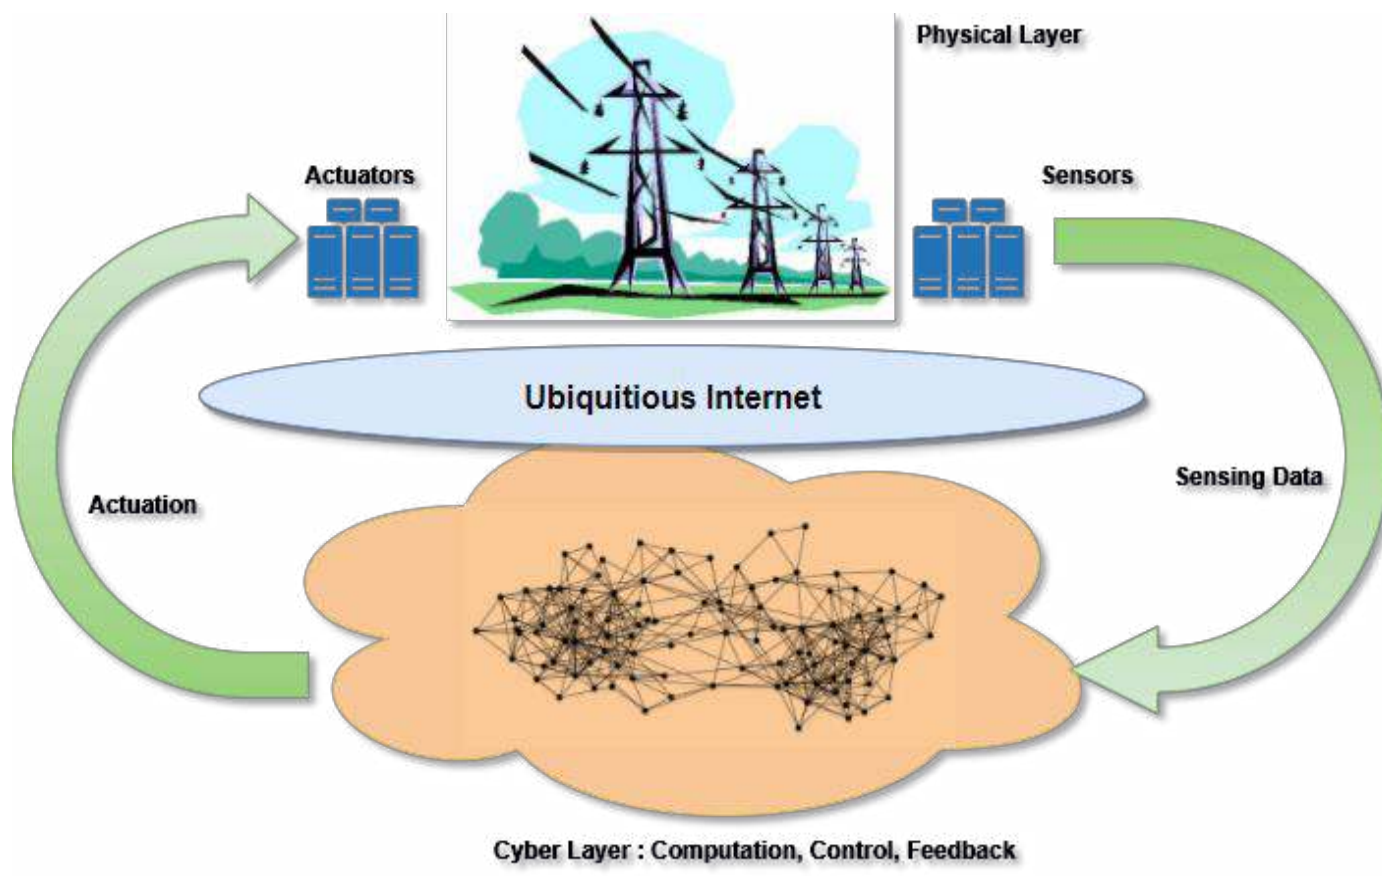 Physical Layer
Actuators
Sensors
Ubiquitious Internet
Sensing Data
Actuation
Cyber Layer : Computation, Control, Feedback